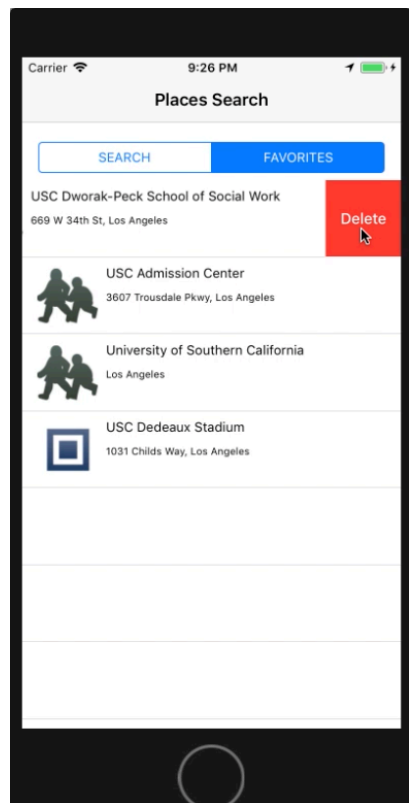 Carrier 9:26 PM
Places Search
SEARCH FAVORITES
USC Dworak-Peck School of Social Work
669 W 34th St, Los Angeles
Delete
USC Admission Center
3607 Trousdale Pkwy, Los Angeles
University of Southern California
Los Angeles
USC Dedeaux Stadium
1031 Childs Way, Los Angeles